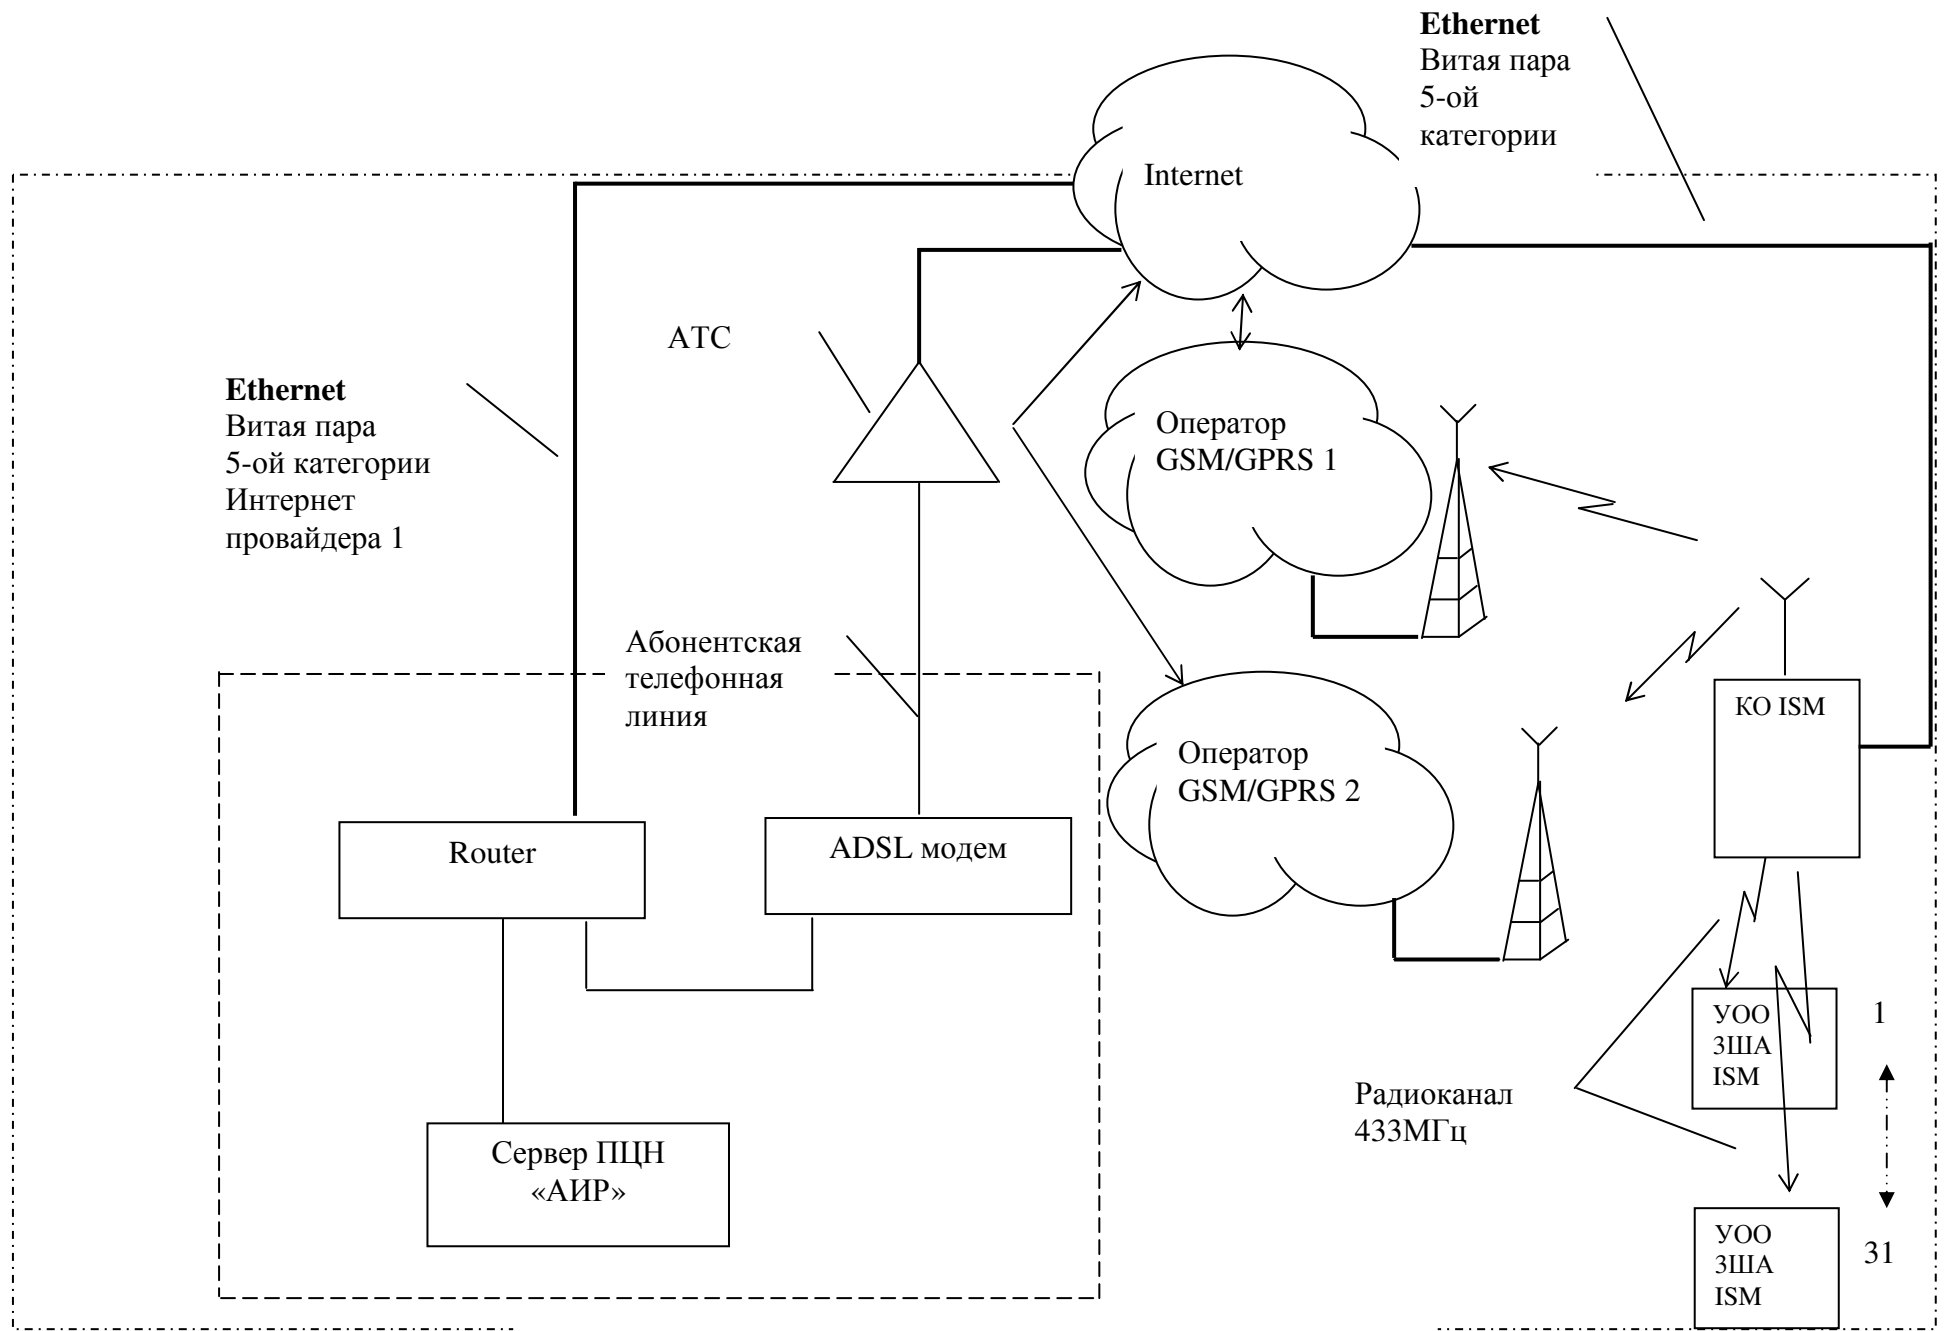 Ethernet
Витая пара
5-ой
категории
Internet
АТС
Ethernet
Витая пара
5-ой категории
Интернет
провайдера 1
Оператор
GSM/GPRS 1
Абонентская
телефонная
линия
КО ISM
Оператор
GSM/GPRS 2
Router
ADSL модем
УОО
3ША
ISM
1
Радиоканал
433МГц
Сервер ПЦН
«АИР»
УОО
3ША
ISM
31